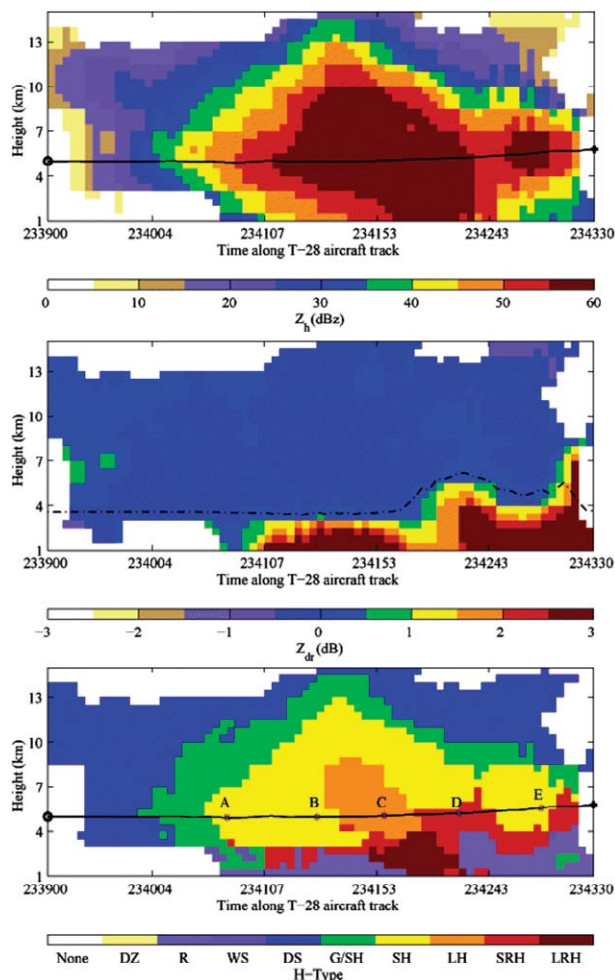 13
10
7
4
1
Height (km)
233900 234004 234107 234153 234243 234330
Time along T−28 aircraft track
0 10 20 30 40 50 60
Z_h(dBz)
13
10
7
4
1
Height (km)
233900 234004 234107 234153 234243 234330
Time along T−28 aircraft track
−3 −2 −1 0 1 2 3
Z_dr(dB)
13
10
7
4
1
Height (km)
A B C D E
233900 234004 234107 234153 234243 234330
Time along T−28 aircraft track
None DZ R WS DS G/SH SH LH SRH LRH
H−Type